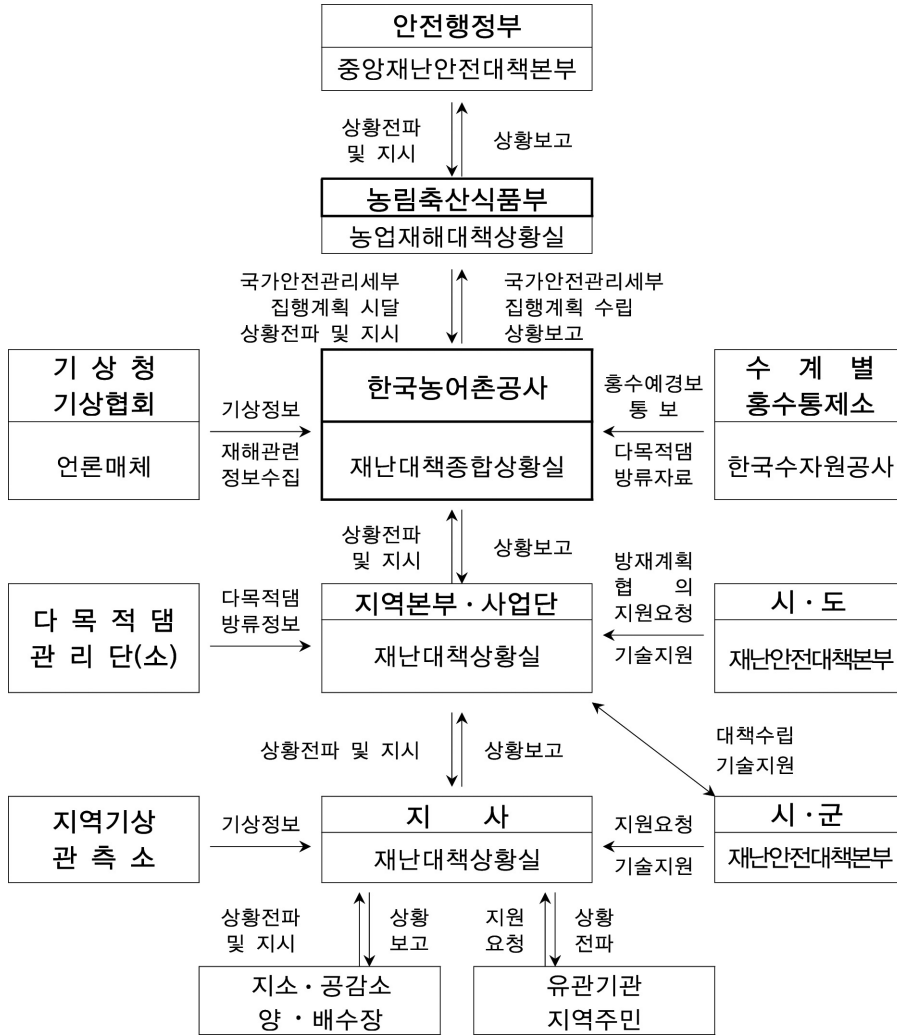 안전행정부
중앙재난안전대책본부
상황전파
및 지시
상황보고
농림축산식품부
농업재해대책상황실
국가안전관리세부
집행계획 시달
상황전파 및 지시
국가안전관리세부
집행계획 수립
상황보고
기 상 청
기상협회
언론매체
기상정보
재해관련
정보수집
한국농어촌공사
재난대책종합상황실
홍수예경보
통 보
다목적댐
방류자료
수 계 별
홍수통제소
한국수자원공사
상황전파
및 지시
상황보고
다 목 적 댐
관 리 단(소)
다목적댐
방류정보
지역본부·사업단
재난대책상황실
방재계획
협 의
지원요청
기술지원
시·도
재난안전대책본부
상황전파 및 지시
상황보고
대책수립
기술지원
지역기상
관 측 소
기상정보
지 사
재난대책상황실
지원요청
기술지원
시·군
재난안전대책본부
상황전파
및 지시
상황
보고
지원
요청
상황
전파
지소·공감소
양 · 배수장
유관기관
지역주민